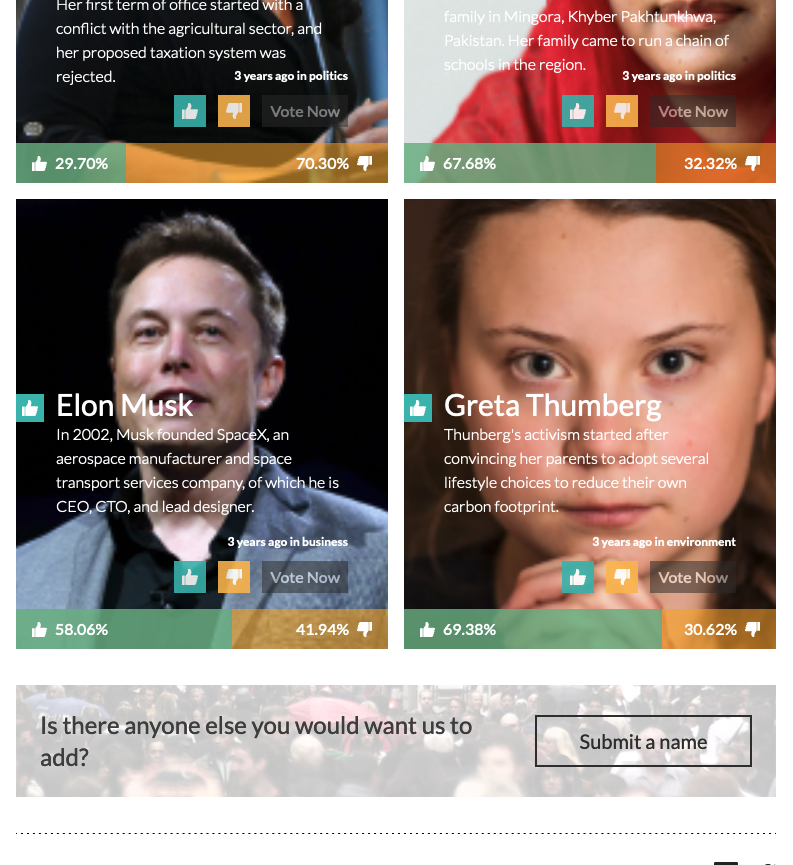 Her first term of office started with a
conflict with the agricultural sector, and
her proposed taxation system was
rejected.
3 years ago in politics
Vote Now
29.70%
70.30%
family in Mingora, Khyber Pakhtunkhwa,
Pakistan. Her family came to run a chain of
schools in the region.
3 years ago in politics
Vote Now
67.68%
32.32%
Elon Musk
In 2002, Musk founded SpaceX, an
aerospace manufacturer and space
transport services company, of which he is
CEO, CTO, and lead designer.
3 years ago in business
Vote Now
58.06%
41.94%
Greta Thumberg
Thunberg's activism started after
convincing her parents to adopt several
lifestyle choices to reduce their own
carbon footprint.
3 years ago in environment
Vote Now
69.38%
30.62%
Is there anyone else you would want us to
add?
Submit a name